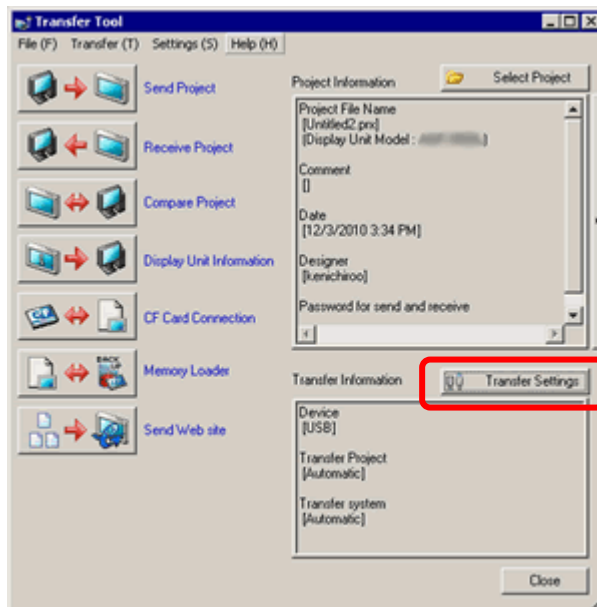 Transfer Tool
File (F) Transfer (T) Settings (S) Help (H)
Send Project
Receive Project
Compare Project
Display Unit Information
CF Card Connection
Memory Loader
Send Web site
Project Information
Select Project
Project File Name
[Untitled2.prx]
(Display Unit Model : )
Comment
[]
Date
[12/3/2010 3:34 PM]
Designer
[kenichiroo]
Password for send and receive
Transfer Information
Transfer Settings
Device
[USB]
Transfer Project
[Automatic]
Transfer system
[Automatic]
Close